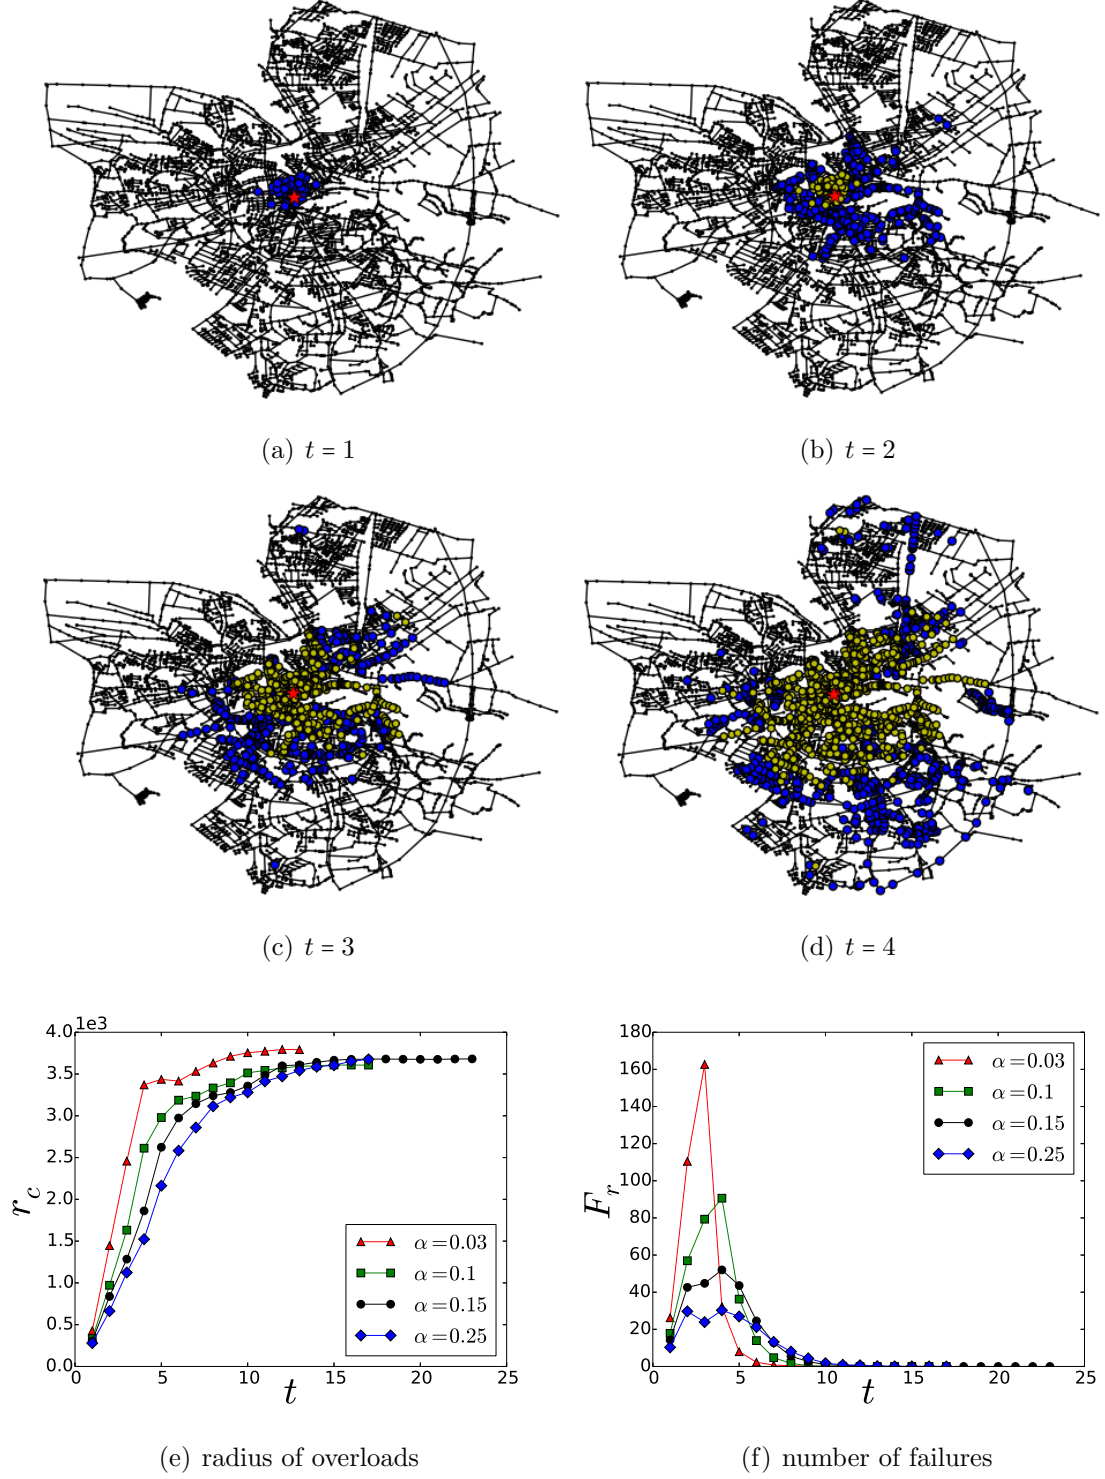 (a) t = 1
(b) t = 2
(c) t = 3
(d) t = 4
1e3
4.0
3.5
3.0
2.5
2.0
1.5
1.0
0.5
0.0
r_c
0 5 10 15 20 25
t
α=0.03
α=0.1
α=0.15
α=0.25
(e) radius of overloads
180
160
140
120
100
80
60
40
20
0
F_r
0 5 10 15 20 25
t
α=0.03
α=0.1
α=0.15
α=0.25
(f) number of failures